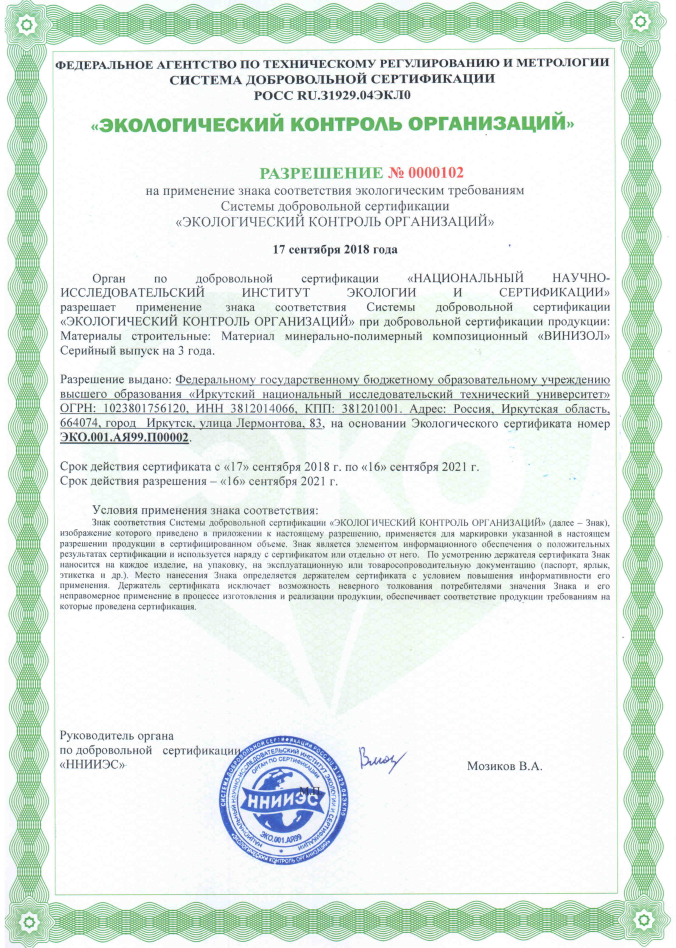 ФЕДЕРАЛЬНОЕ АГЕНТСТВО ПО ТЕХНИЧЕСКОМУ РЕГУЛИРОВАНИЮ И МЕТРОЛОГИИ
СИСТЕМА ДОБРОВОЛЬНОЙ СЕРТИФИКАЦИИ
РОСС RU.31929.04ЭКЛ0
«ЭКОЛОГИЧЕСКИЙ КОНТРОЛЬ ОРГАНИЗАЦИЙ»
РАЗРЕШЕНИЕ № 0000102
на применение знака соответствия экологическим требованиям
Системы добровольной сертификации
«ЭКОЛОГИЧЕСКИЙ КОНТРОЛЬ ОРГАНИЗАЦИЙ»
17 сентября 2018 года
Орган по добровольной сертификации «НАЦИОНАЛЬНЫЙ НАУЧНО-
ИССЛЕДОВАТЕЛЬСКИЙ ИНСТИТУТ ЭКОЛОГИИ И СЕРТИФИКАЦИИ»
разрешает применение знака соответствия Системы добровольной сертификации
«ЭКОЛОГИЧЕСКИЙ КОНТРОЛЬ ОРГАНИЗАЦИЙ» при добровольной сертификации продукции:
Материалы строительные: Материал минерально-полимерный композиционный «ВИНИЗОЛ»
Серийный выпуск на 3 года.
Разрешение выдано: Федеральному государственному бюджетному образовательному учреждению
высшего образования «Иркутский национальный исследовательский технический университет»
ОГРН: 1023801756120, ИНН 3812014066, КПП: 381201001. Адрес: Россия, Иркутская область,
664074, город Иркутск, улица Лермонтова, 83, на основании Экологического сертификата номер
ЭКО.001.АЯ99.П00002.
Срок действия сертификата с «17» сентября 2018 г. по «16» сентября 2021 г.
Срок действия разрешения – «16» сентября 2021 г.
Условия применения знака соответствия:
Знак соответствия Системы добровольной сертификации «ЭКОЛОГИЧЕСКИЙ КОНТРОЛЬ ОРГАНИЗАЦИЙ» (далее – Знак),
изображение которого приведено в приложении к настоящему разрешению, применяется для маркировки указанной в настоящем
разрешении продукции в сертифицированном объеме. Знак является элементом информационного обеспечения о положительных
результатах сертификации и используется наряду с сертификатом или отдельно от него. По усмотрению держателя сертификата Знак
наносится на каждое изделие, на упаковку, на эксплуатационную или товаросопроводительную документацию (паспорт, ярлык,
этикетка и др.). Место нанесения Знака определяется держателем сертификата с условием повышения информативности его
применения. Держатель сертификата исключает возможность неверного толкования потребителями значения Знака и его
неправомерное применение в процессе изготовления и реализации продукции, обеспечивает соответствие продукции требованиям на
которые проведена сертификация.
ЭКО
Руководитель органа
по добровольной сертификации
«ННИИЭС»
М.П.
Мозиков В.А.
ОРГАН ПО СЕРТИФИКАЦИИ
ННИИЭС
ЭКО.001.АЯ99
«ЭКОЛОГИЧЕСКИЙ КОНТРОЛЬ ОРГАНИЗАЦИЙ»